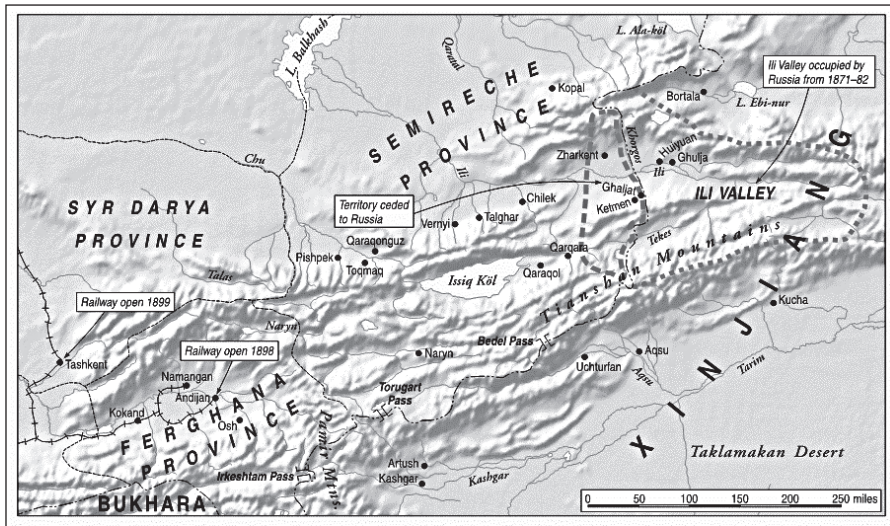 L. Balkhash
Qaratal
L. Ala-köl
Ili Valley occupied by
Russia from 1871–82
SEMIRECHE
PROVINCE
Kopal
Bortala
L. Ebi-nur
Chu
Khorgos
Zharkent
Huiyuan
Ghulja
Ili
Ili
Territory ceded
to Russia
Ghaljar
Ketmen
ILI VALLEY
SYR DARYA
PROVINCE
Chilek
Talghar
Vernyi
Qaraqonguz
Pishpek
Toqmaq
Qarqara
Qaraqol
Tekes
Issiq Köl
Talas
Tianshan Mountains
Railway open 1899
Kucha
Naryn
Railway open 1898
Bedel Pass
Naryn
Tashkent
Uchturfan
Aqsu
Aqsu
Tarim
XINJIANG
Namangan
Andijan
Torugart
Pass
Kokand
Osh
FERGHANA
PROVINCE
Pamir Mtns.
Taklamakan Desert
Artush
Irkeshtam Pass
Kashgar
Kashgar
BUKHARA
0 50 100 150 200 250 miles